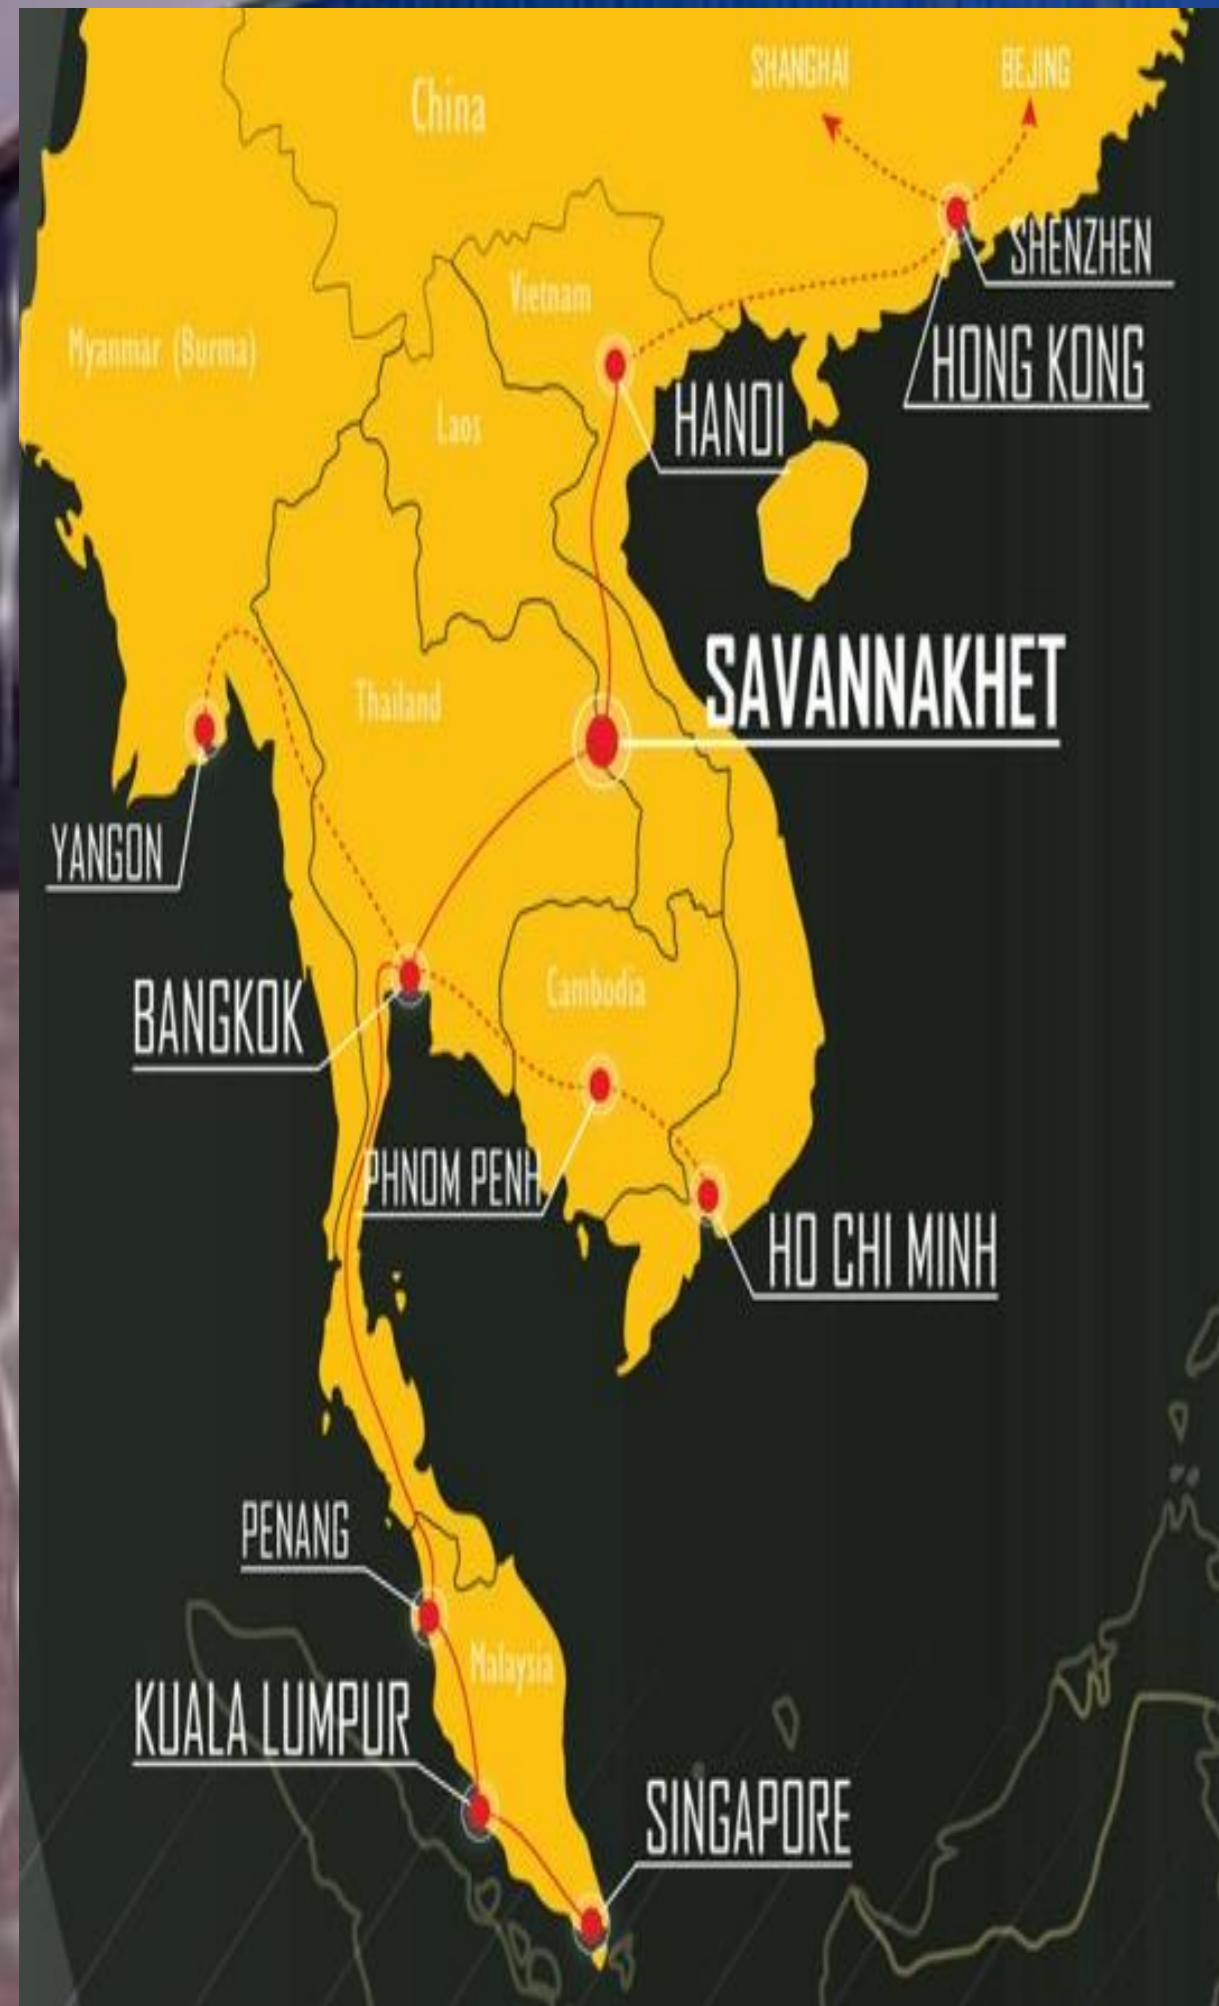 SHANGHAI
BEJING
China
SHENZHEN
Vietnam
HONG KONG
Myanmar (Burma)
HANOI
Laos
SAVANNAKHET
Thailand
YANGON
BANGKOK
Cambodia
PHNOM PENH
HO CHI MINH
PENANG
Malaysia
KUALA LUMPUR
SINGAPORE